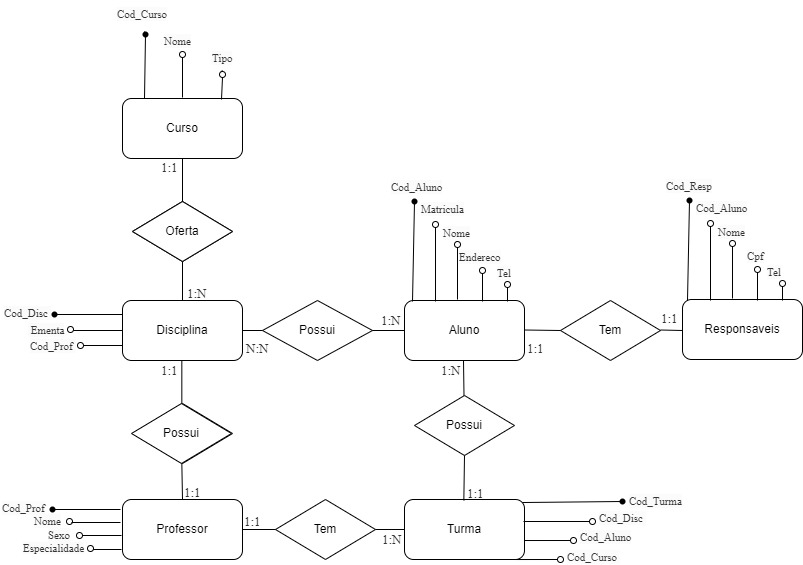 Cod_Curso
Nome
Tipo
Curso
1:1
Oferta
1:N
Cod_Aluno
Matricula
Nome
Endereco
Tel
Cod_Resp
Cod_Aluno
Nome
Cpf
Tel
Cod_Disc
Ementa
Cod_Prof
Disciplina
N:N
Possui
1:N
Aluno
1:1
Tem
1:1
Responsaveis
1:1
Possui
1:1
1:N
Possui
1:1
Cod_Prof
Nome
Sexo
Especialidade
Professor
1:1
Tem
1:N
Turma
Cod_Turma
Cod_Disc
Cod_Aluno
Cod_Curso